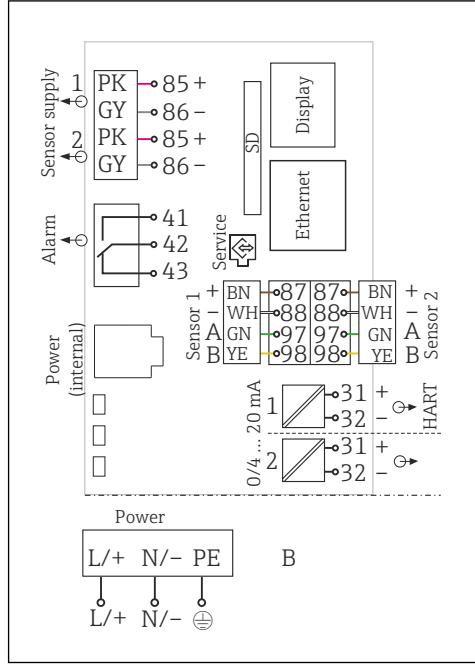 Sensor supply
1 PK 85 +
GY 86 –
2 PK 85 +
GY 86 –
Display
SD
Ethernet
Alarm
41
42
43
Service
Power
(internal)
Sensor 1
+ BN 87 87 BN +
– WH 88 88 WH –
A GN 97 97 GN A
B YE 98 98 YE B
Sensor 2
0/4 ... 20 mA
1 31 +
32 –
HART
2 31 +
32 –
Power
L/+ N/– PE
B
L/+ N/–